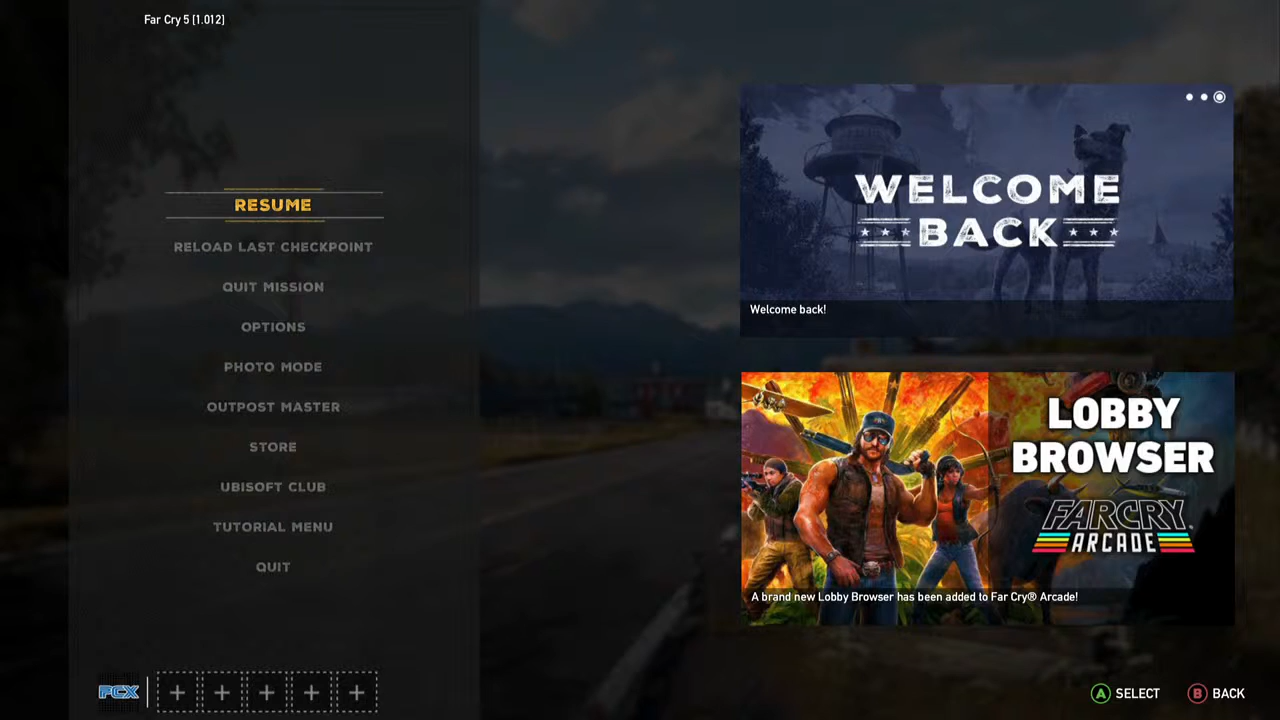 Far Cry 5 [1.012]
RESUME
RELOAD LAST CHECKPOINT
QUIT MISSION
OPTIONS
PHOTO MODE
OUTPOST MASTER
STORE
UBISOFT CLUB
TUTORIAL MENU
QUIT
FCX
WELCOME
BACK
Welcome back!
LOBBY
BROWSER
FARCRY®
ARCADE
A brand new Lobby Browser has been added to Far Cry® Arcade!
A SELECT
B BACK